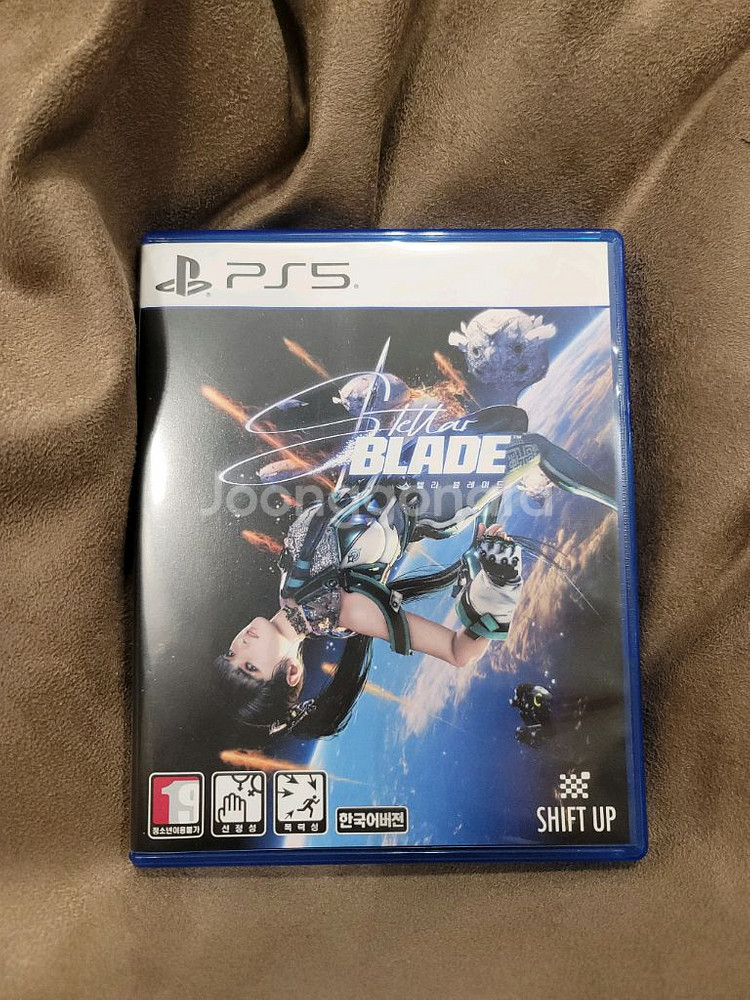 PS5
Stellar
BLADE™
스텔라 블레이드
Joonggonara
19
청소년이용불가
선정성
폭력성
한국어버전
SHIFT UP